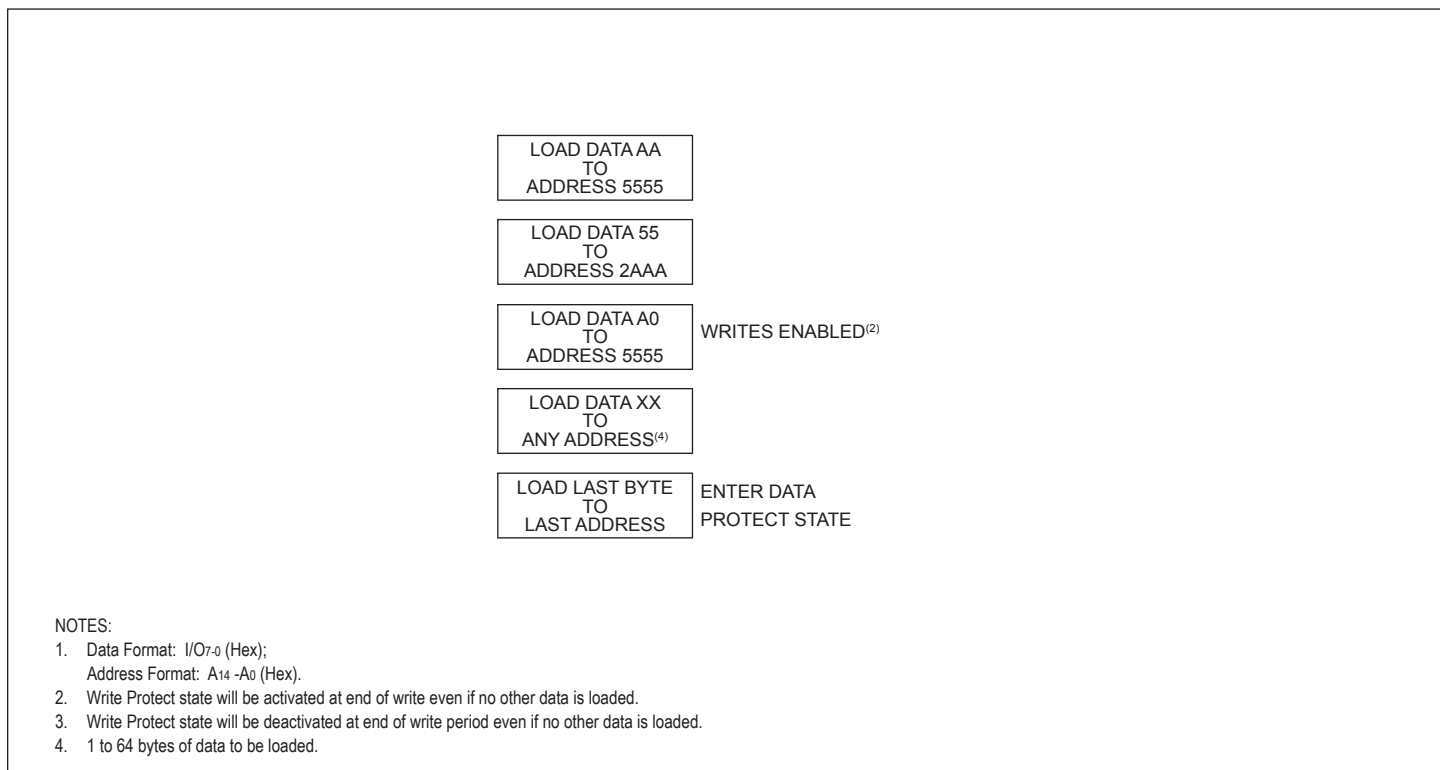 LOAD DATA AA
TO
ADDRESS 5555
LOAD DATA 55
TO
ADDRESS 2AAA
LOAD DATA A0
TO
ADDRESS 5555
WRITES ENABLED(2)
LOAD DATA XX
TO
ANY ADDRESS(4)
LOAD LAST BYTE
TO
LAST ADDRESS
ENTER DATA
PROTECT STATE
NOTES:
1. Data Format: I/O7-0 (Hex);
Address Format: A14 -A0 (Hex).
2. Write Protect state will be activated at end of write even if no other data is loaded.
3. Write Protect state will be deactivated at end of write period even if no other data is loaded.
4. 1 to 64 bytes of data to be loaded.